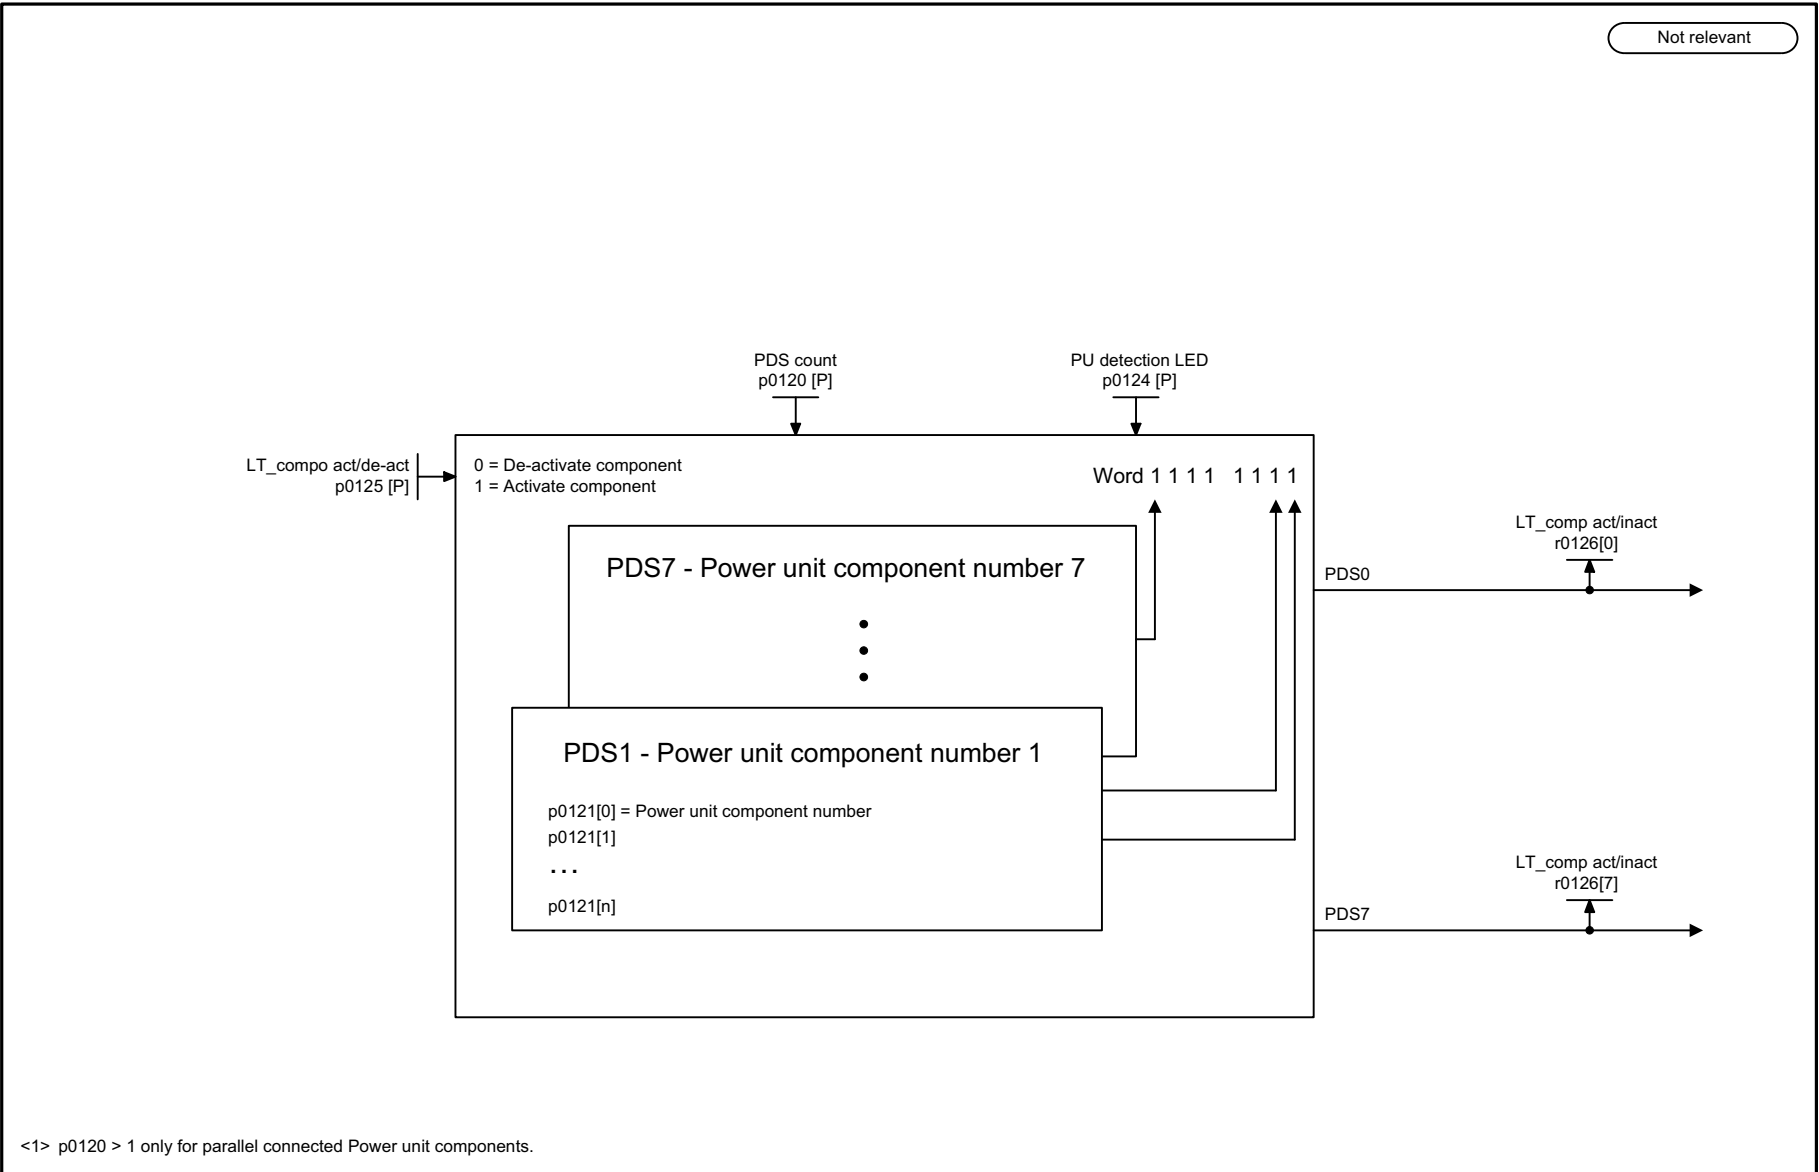 Not relevant
PDS count
p0120 [P]
PU detection LED
p0124 [P]
LT_compo act/de-act
p0125 [P]
0 = De-activate component
1 = Activate component
Word 1 1 1 1 1 1 1 1
PDS7 - Power unit component number 7
PDS1 - Power unit component number 1
p0121[0] = Power unit component number
p0121[1]
...
p0121[n]
LT_comp act/inact
r0126[0]
PDS0
LT_comp act/inact
r0126[7]
PDS7
<1> p0120 > 1 only for parallel connected Power unit components.